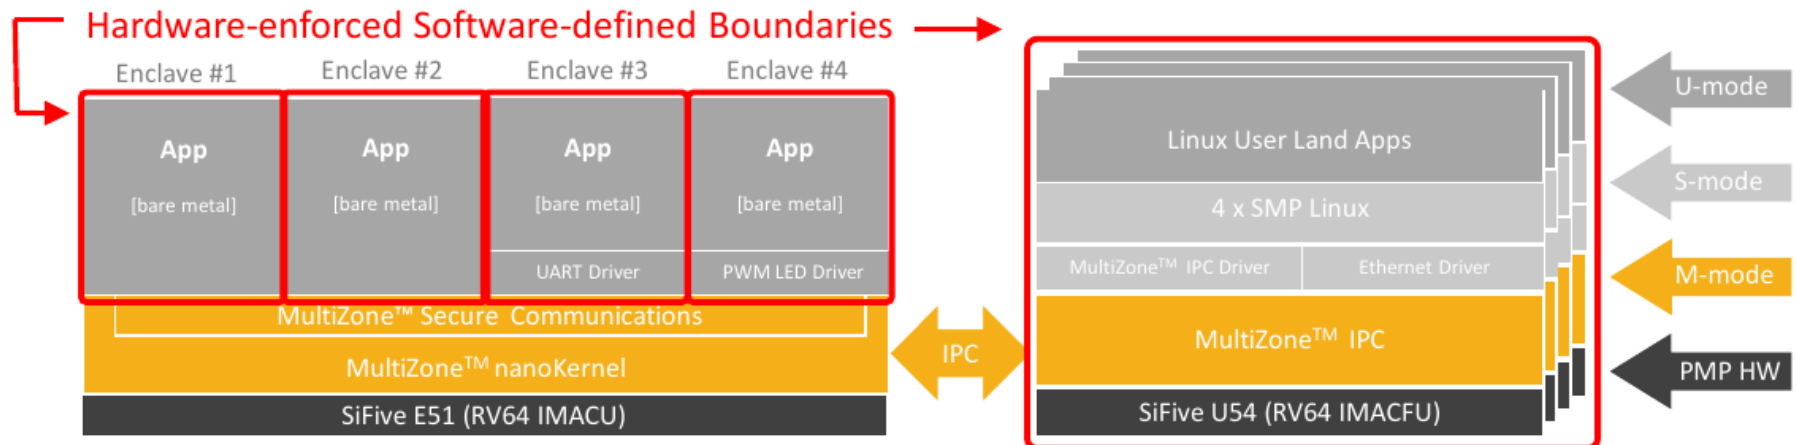 Hardware-enforced Software-defined Boundaries
Enclave #1
Enclave #2
Enclave #3
Enclave #4
App
[bare metal]
App
[bare metal]
App
[bare metal]
UART Driver
App
[bare metal]
PWM LED Driver
MultiZone™ Secure Communications
MultiZone™ nanoKernel
SiFive E51 (RV64 IMACU)
IPC
Linux User Land Apps
4 x SMP Linux
MultiZone™ IPC Driver
Ethernet Driver
MultiZone™ IPC
SiFive U54 (RV64 IMACFU)
U-mode
S-mode
M-mode
PMP HW